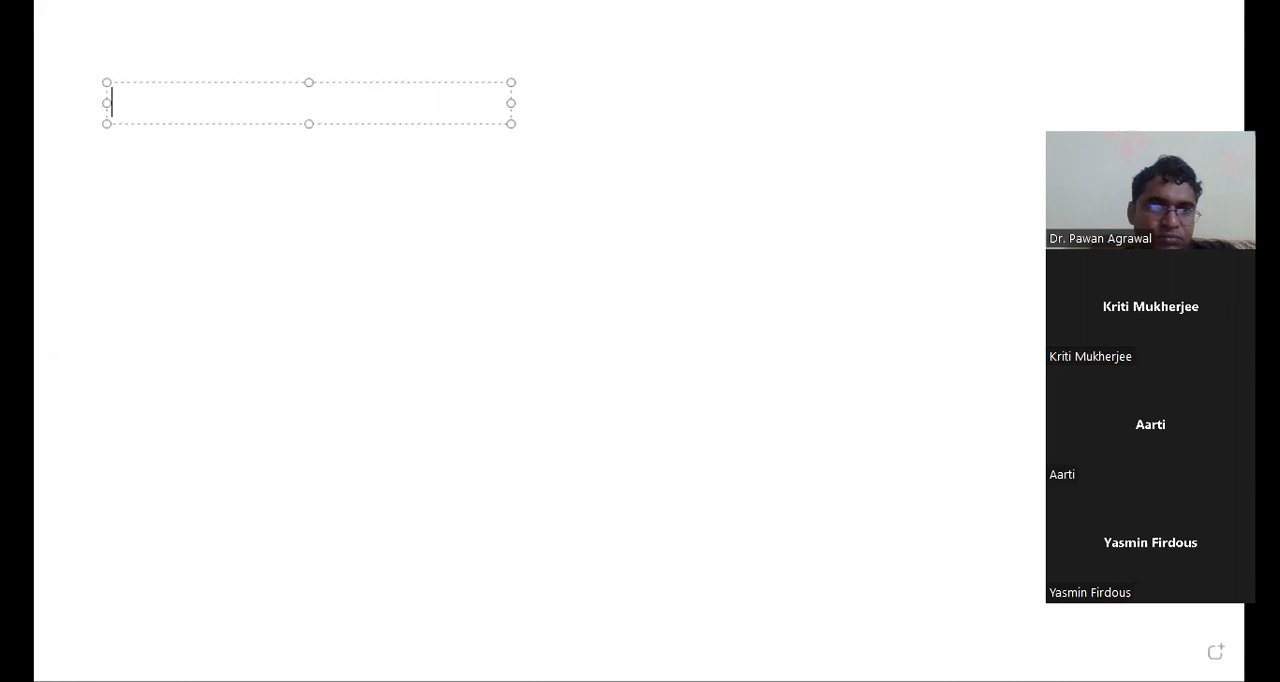 Dr. Pawan Agrawal
Kriti Mukherjee
Kriti Mukherjee
Aarti
Aarti
Yasmin Firdous
Yasmin Firdous